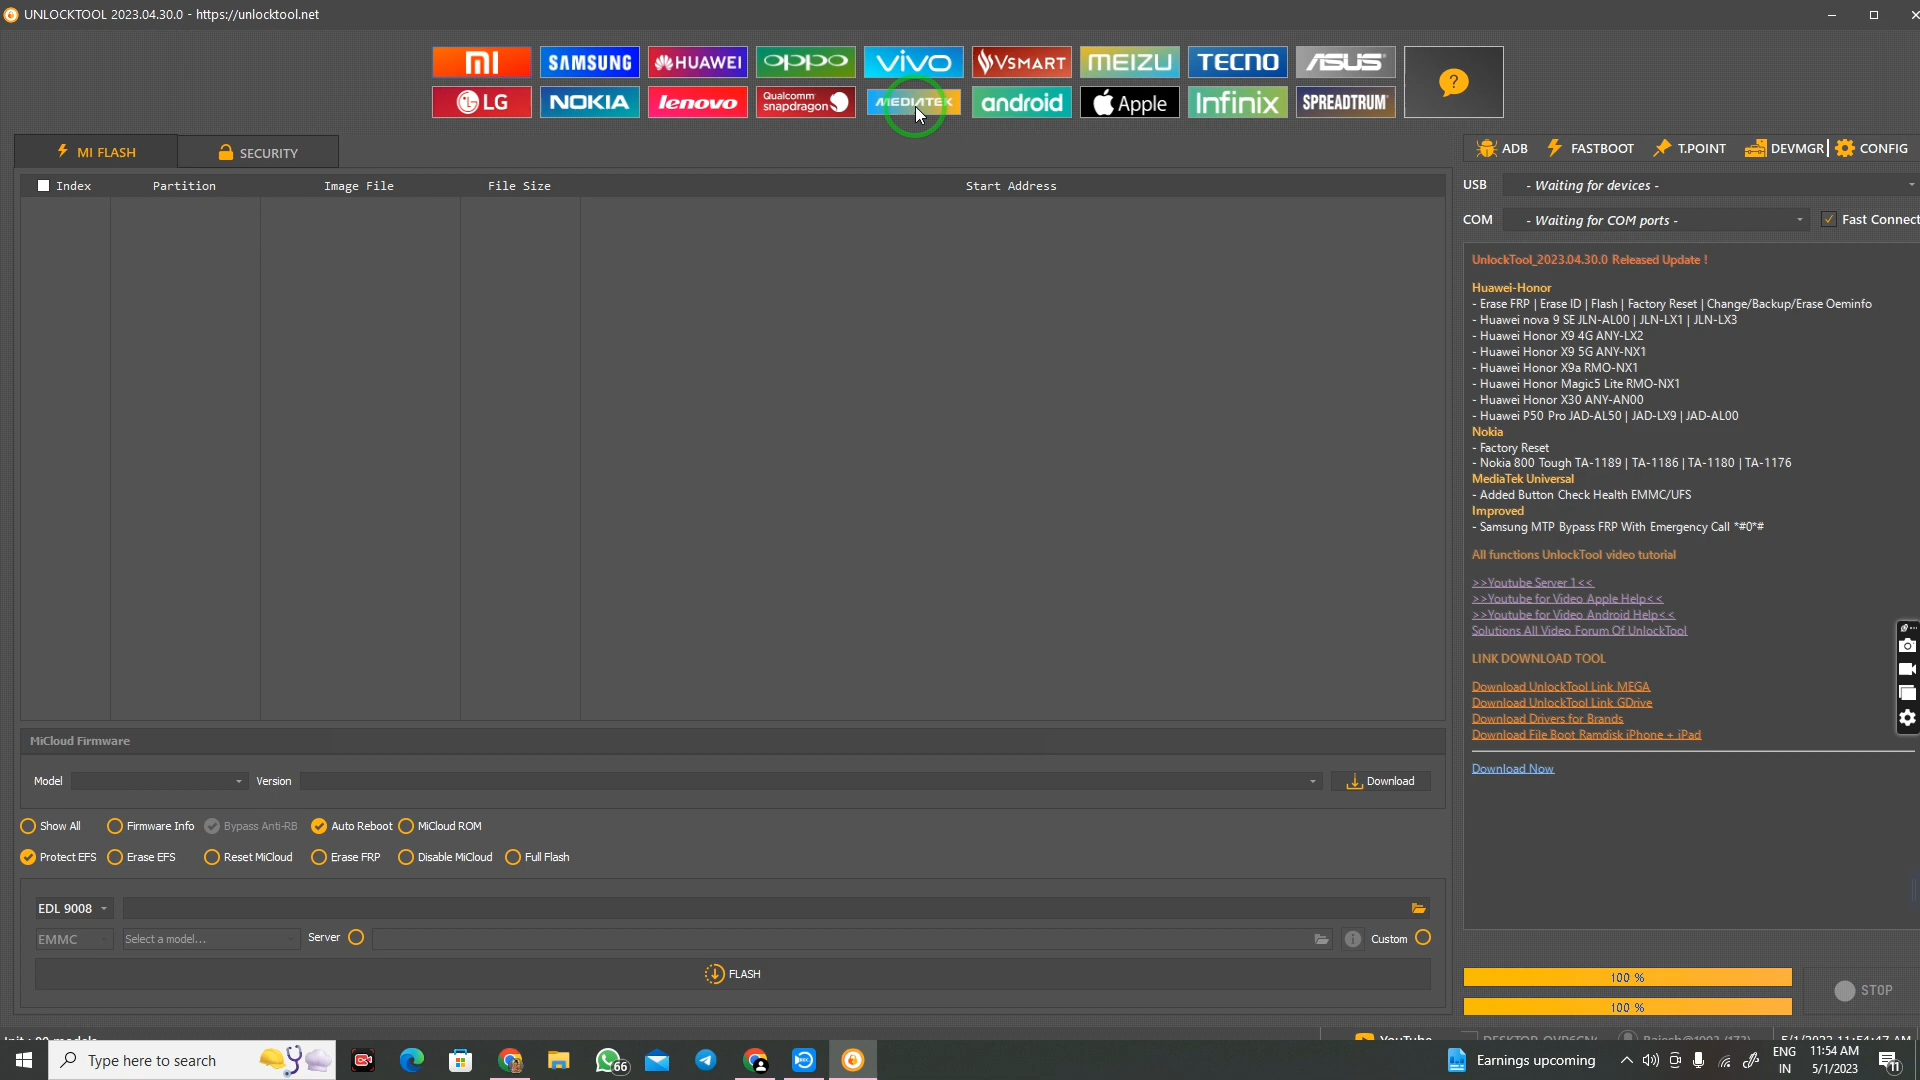 UNLOCKTOOL 2023.04.30.0 - https://unlocktool.net
MI SAMSUNG HUAWEI oppo vivo VSMART MEIZU TECNO ASUS ?
LG NOKIA lenovo Qualcomm snapdragon MEDIATEK android Apple Infinix SPREADTRUM
MI FLASH SECURITY
ADB FASTBOOT T.POINT DEVMGR CONFIG
Index Partition Image File File Size Start Address
USB - Waiting for devices -
COM - Waiting for COM ports - Fast Connect
UnlockTool_2023.04.30.0 Released Update !
Huawei-Honor
- Erase FRP | Erase ID | Flash | Factory Reset | Change/Backup/Erase Oeminfo
- Huawei nova 9 SE JLN-AL00 | JLN-LX1 | JLN-LX3
- Huawei Honor X9 4G ANY-LX2
- Huawei Honor X9 5G ANY-NX1
- Huawei Honor X9a RMO-NX1
- Huawei Honor Magic5 Lite RMO-NX1
- Huawei Honor X30 ANY-AN00
- Huawei P50 Pro JAD-AL50 | JAD-LX9 | JAD-AL00
Nokia
- Factory Reset
- Nokia 800 Tough TA-1189 | TA-1186 | TA-1180 | TA-1176
MediaTek Universal
- Added Button Check Health EMMC/UFS
Improved
- Samsung MTP Bypass FRP With Emergency Call *#0*#
All functions UnlockTool video tutorial
>>Youtube Server 1<<
>>Youtube for Video Apple Help<<
>>Youtube for Video Android Help<<
Solutions All Video Forum Of UnlockTool
LINK DOWNLOAD TOOL
Download UnlockTool Link MEGA
Download UnlockTool Link GDrive
Download Drivers for Brands
Download File Boot Ramdisk iPhone + iPad
Download Now
MiCloud Firmware
Model Version Download
Show All Firmware Info Bypass Anti-RB Auto Reboot MiCloud ROM
Protect EFS Erase EFS Reset MiCloud Erase FRP Disable MiCloud Full Flash
EDL 9008
EMMC Select a model... Server Custom
FLASH
100 %
100 %
STOP
YouTube
Type here to search
66
Earnings upcoming
ENG
IN
11:54 AM
5/1/2023
11